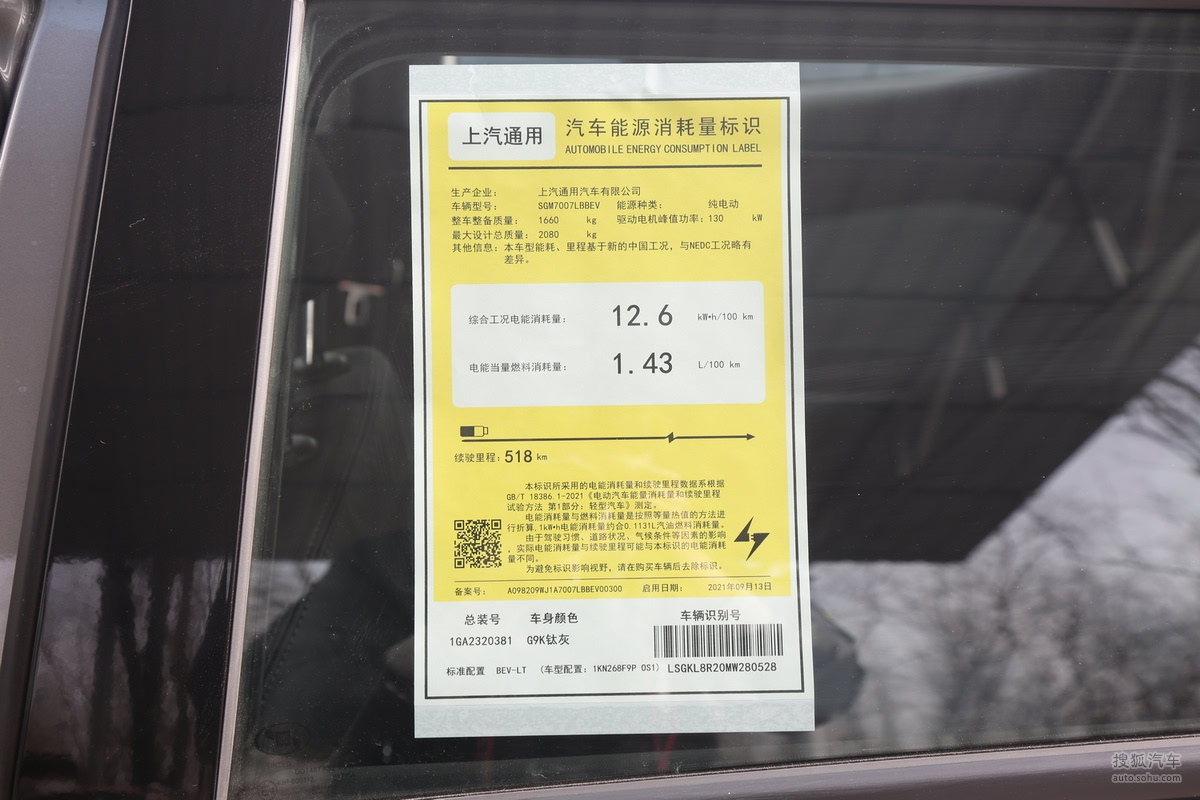 上汽通用
汽车能源消耗量标识
AUTOMOBILE ENERGY CONSUMPTION LABEL
生产企业: 上汽通用汽车有限公司
车辆型号: SGM7007LBBEV 能源种类: 纯电动
整车整备质量: 1660 kg 驱动电机峰值功率: 130 kW
最大设计总质量: 2080 kg
其他信息: 本车型能耗、里程基于新的中国工况，与NEDC工况略有
差异。
综合工况电能消耗量: 12.6 kW•h/100 km
电能当量燃料消耗量: 1.43 L/100 km
续驶里程: 518 km
本标识所采用的电能消耗量和续驶里程数据系根据
GB/T 18386.1-2021《电动汽车能量消耗量和续驶里程
试验方法 第1部分：轻型汽车》测定。
电能消耗量与燃料消耗量是按照等量热值的方法进
行折算,1kW•h电能消耗量约合0.1131L汽油燃料消耗量。
由于驾驶习惯、道路状况、气候条件等因素的影响
，实际电能消耗量与续驶里程可能与本标识的电能消耗
量不同。
为避免标识影响视野，请在购买车辆后去除标识。
备案号: A098209WJ1A7007LBBEV00300 启用日期: 2021年09月13日
总装号 车身颜色 车辆识别号
1GA2320381 G9K钛灰
标准配置 BEV-LT (车型配置: 1KN268F9P OS1) LSGKL8R20MW280528
搜狐汽车
auto.sohu.com